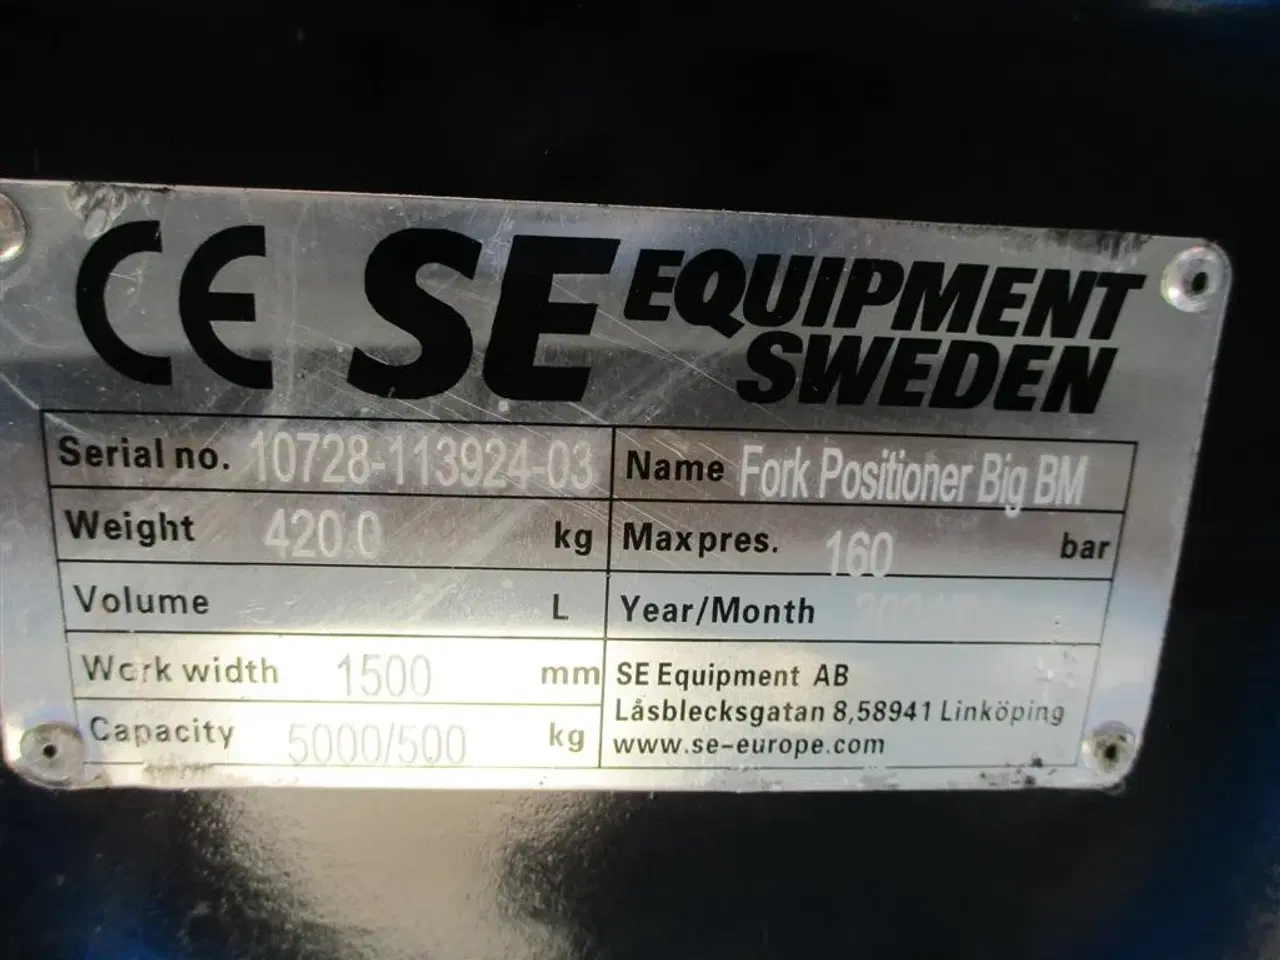 CE SE EQUIPMENT
SWEDEN
Serial no. 10728-113924-03 Name Fork Positioner Big BM
Weight 420.0 kg Max pres. 160 bar
Volume L Year/Month
Work width 1500 mm SE Equipment AB
Låsblecksgatan 8,58941 Linköping
Capacity 5000/500 kg www.se-europe.com